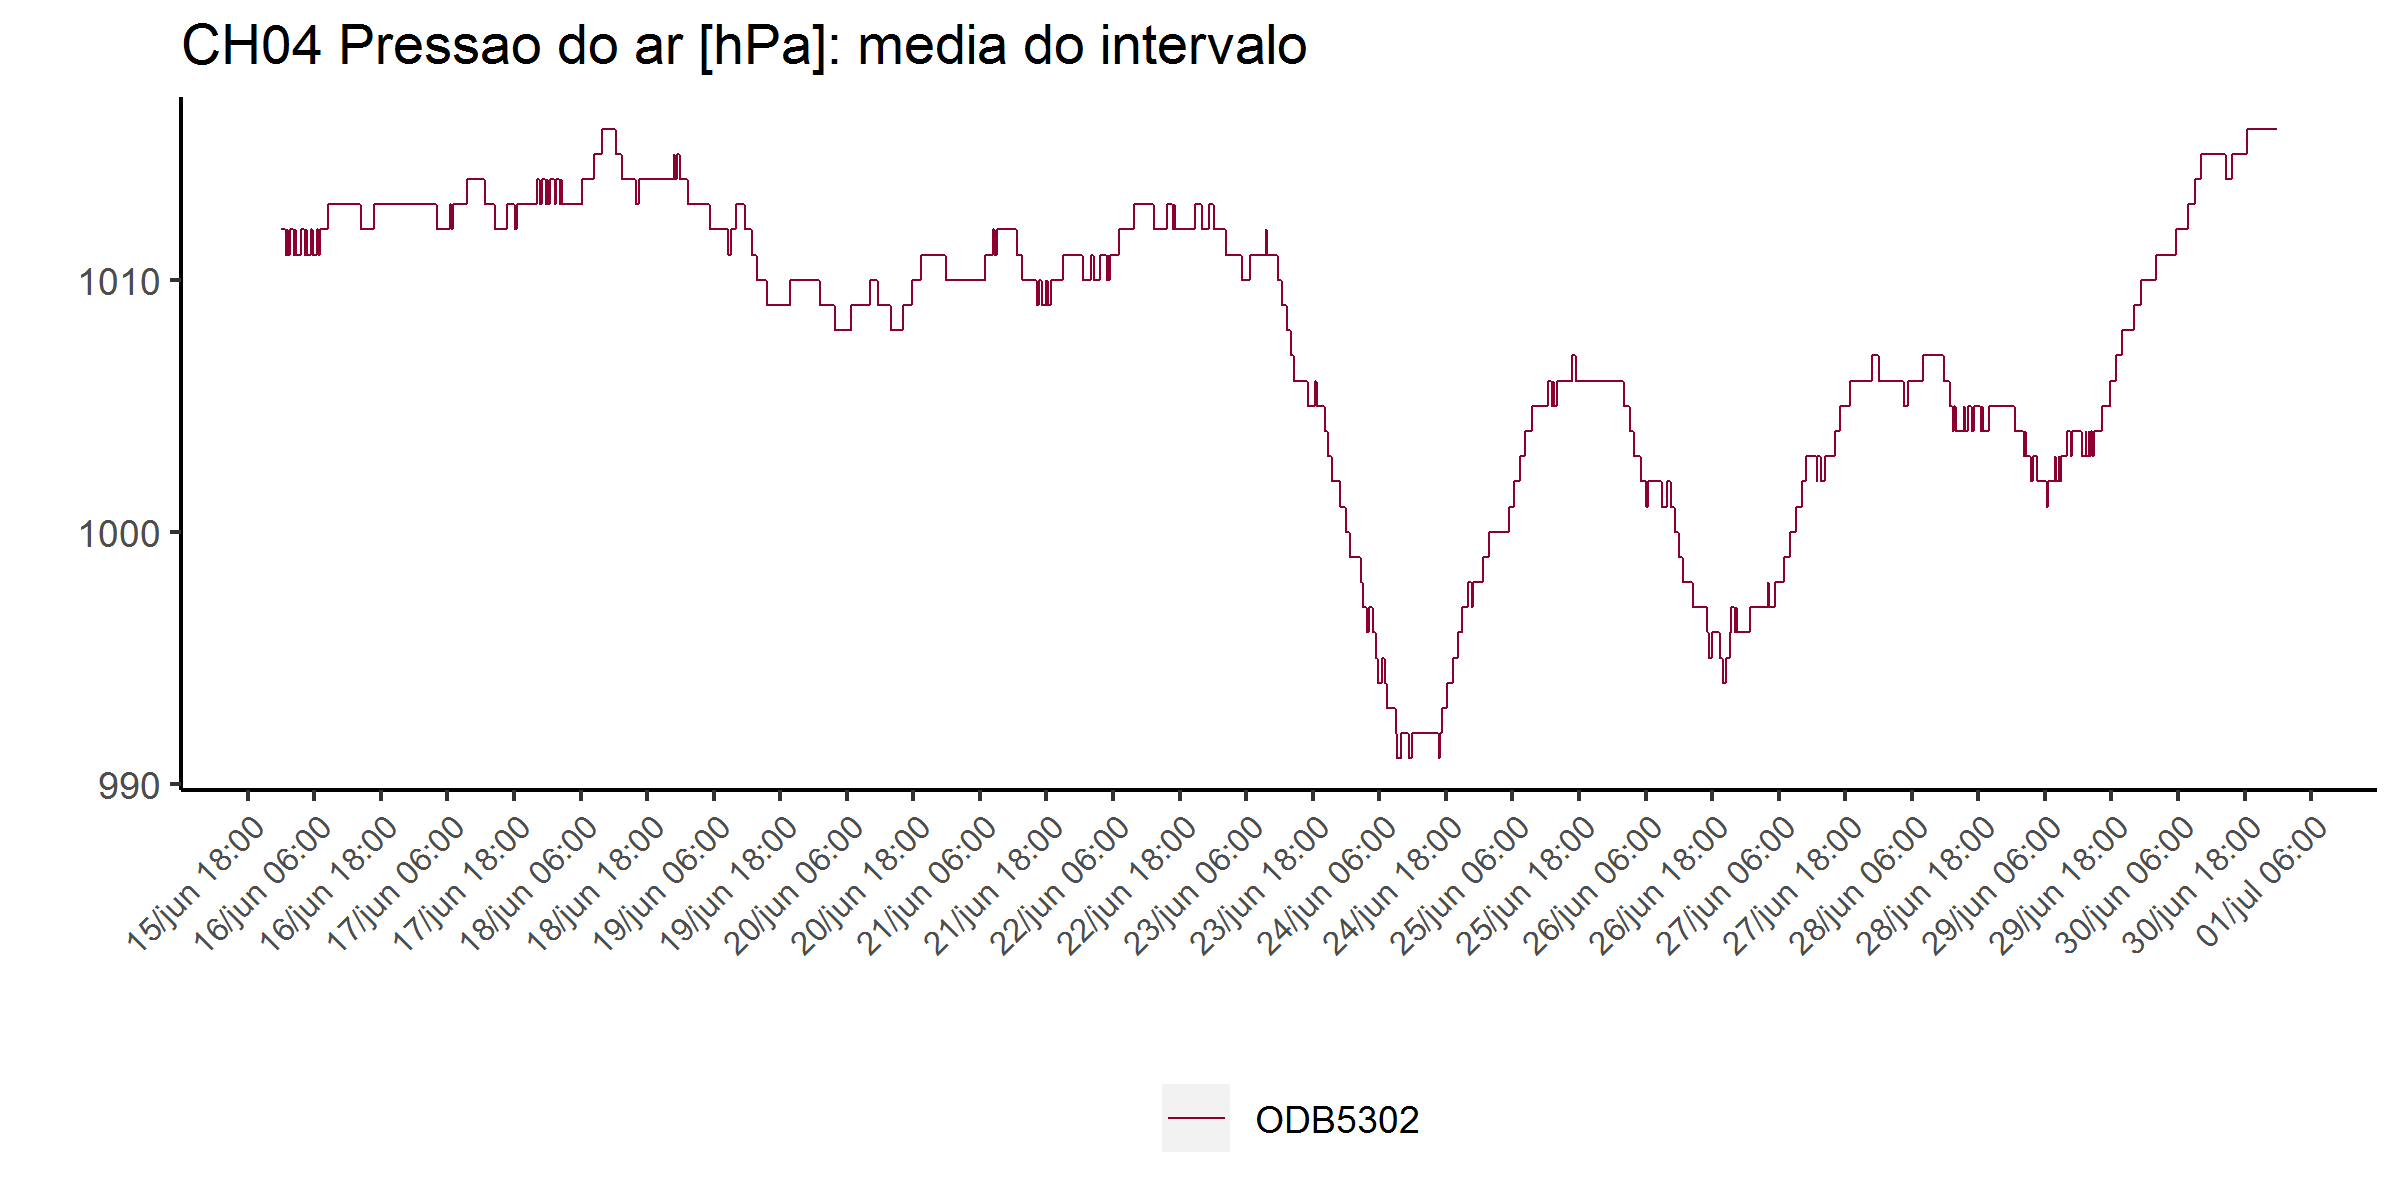 CH04 Pressao do ar [hPa]: media do intervalo
1010
1000
990
15/jun 18:00
16/jun 06:00
16/jun 18:00
17/jun 06:00
17/jun 18:00
18/jun 06:00
18/jun 18:00
19/jun 06:00
19/jun 18:00
20/jun 06:00
20/jun 18:00
21/jun 06:00
21/jun 18:00
22/jun 06:00
22/jun 18:00
23/jun 06:00
23/jun 18:00
24/jun 06:00
24/jun 18:00
25/jun 06:00
25/jun 18:00
26/jun 06:00
26/jun 18:00
27/jun 06:00
27/jun 18:00
28/jun 06:00
28/jun 18:00
29/jun 06:00
29/jun 18:00
30/jun 06:00
30/jun 18:00
01/jul 06:00
ODB5302